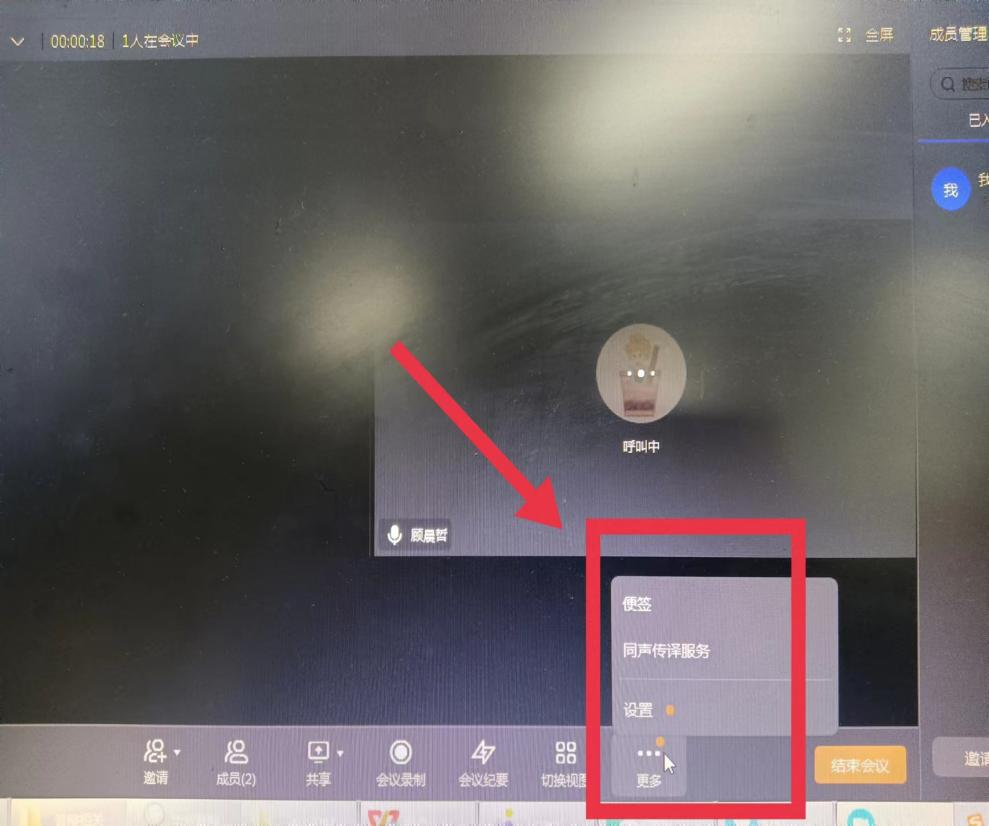 00:00:18
1人在会议中
全屏
成员管理
我
呼叫中
顾晨哲
便签
同声传译服务
设置
邀请
成员(2)
共享
会议录制
会议纪要
切换视图
更多
结束会议
邀请